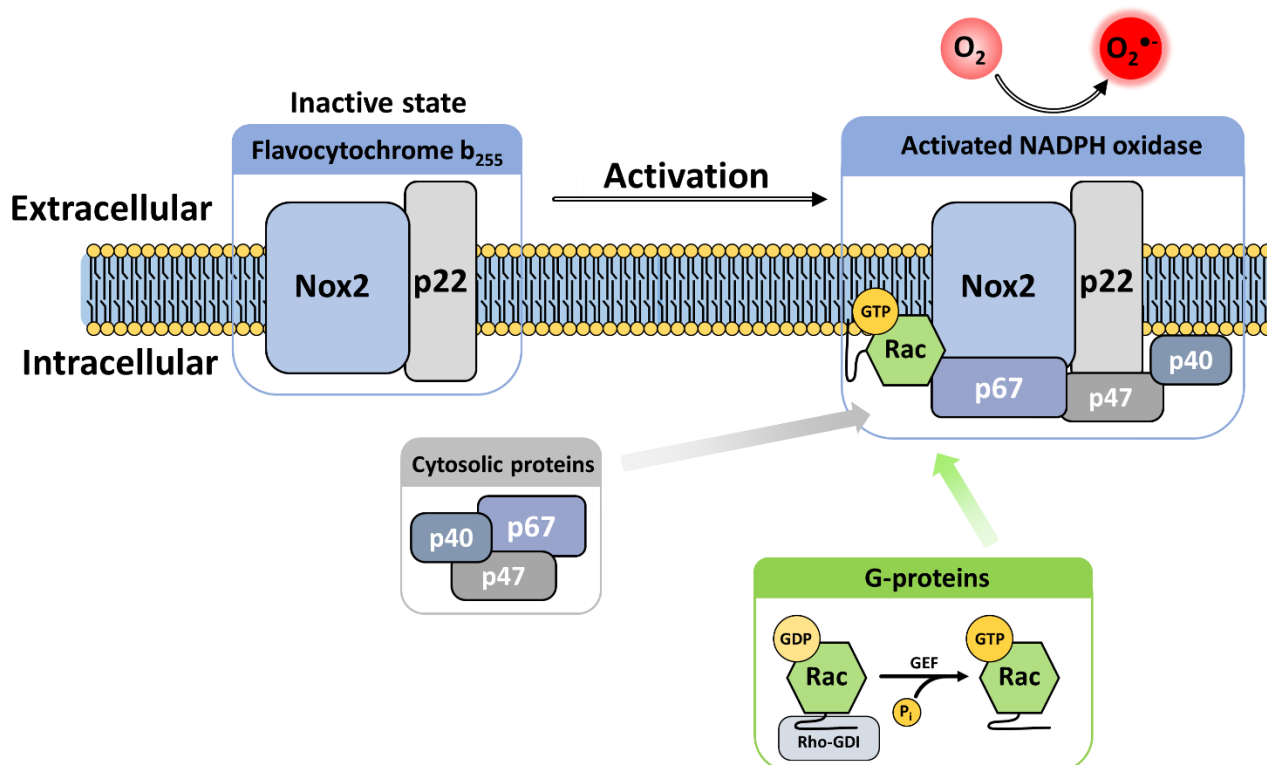 O₂
O₂•-
Inactive state
Flavocytochrome b₂₅₅
Activated NADPH oxidase
Activation
Extracellular
Intracellular
Nox2
p22
Nox2
p22
GTP
Rac
p67
p47
p40
Cytosolic proteins
p40
p67
p47
G-proteins
GDP
Rac
Rho-GDI
GEF
Pᵢ
GTP
Rac